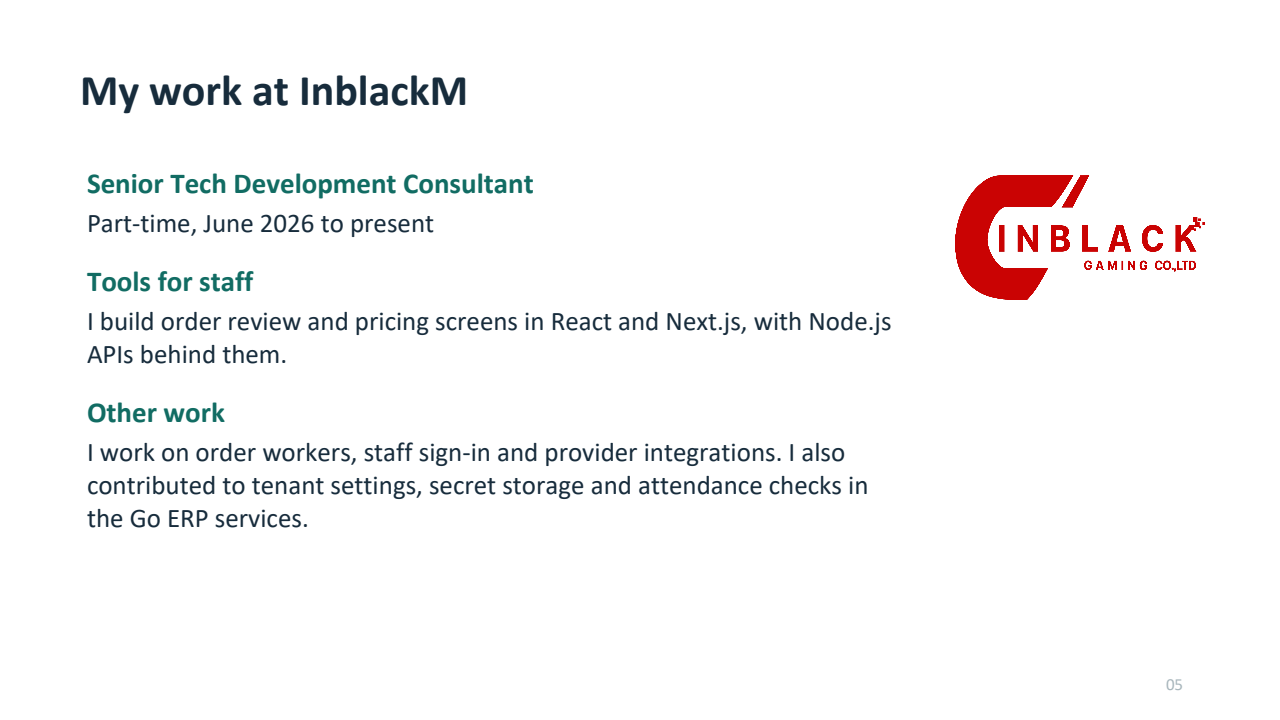 My work at InblackM
Senior Tech Development Consultant
Part-time, June 2026 to present
Tools for staff
I build order review and pricing screens in React and Next.js, with Node.js
APIs behind them.
Other work
I work on order workers, staff sign-in and provider integrations. I also
contributed to tenant settings, secret storage and attendance checks in
the Go ERP services.
INBLACK
GAMING CO.,LTD
05